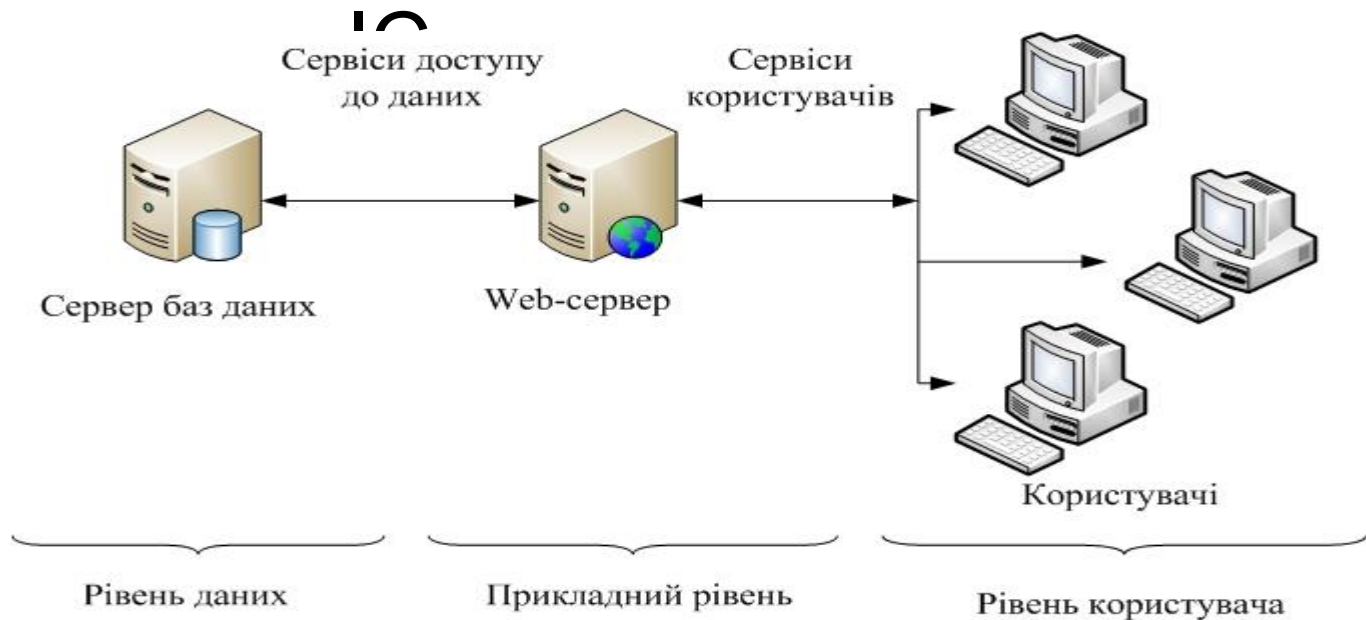 Сервіси доступу
до даних
Сервіси
користувачів
Сервер баз даних
Web-сервер
Користувачі
Рівень даних
Прикладний рівень
Рівень користувача